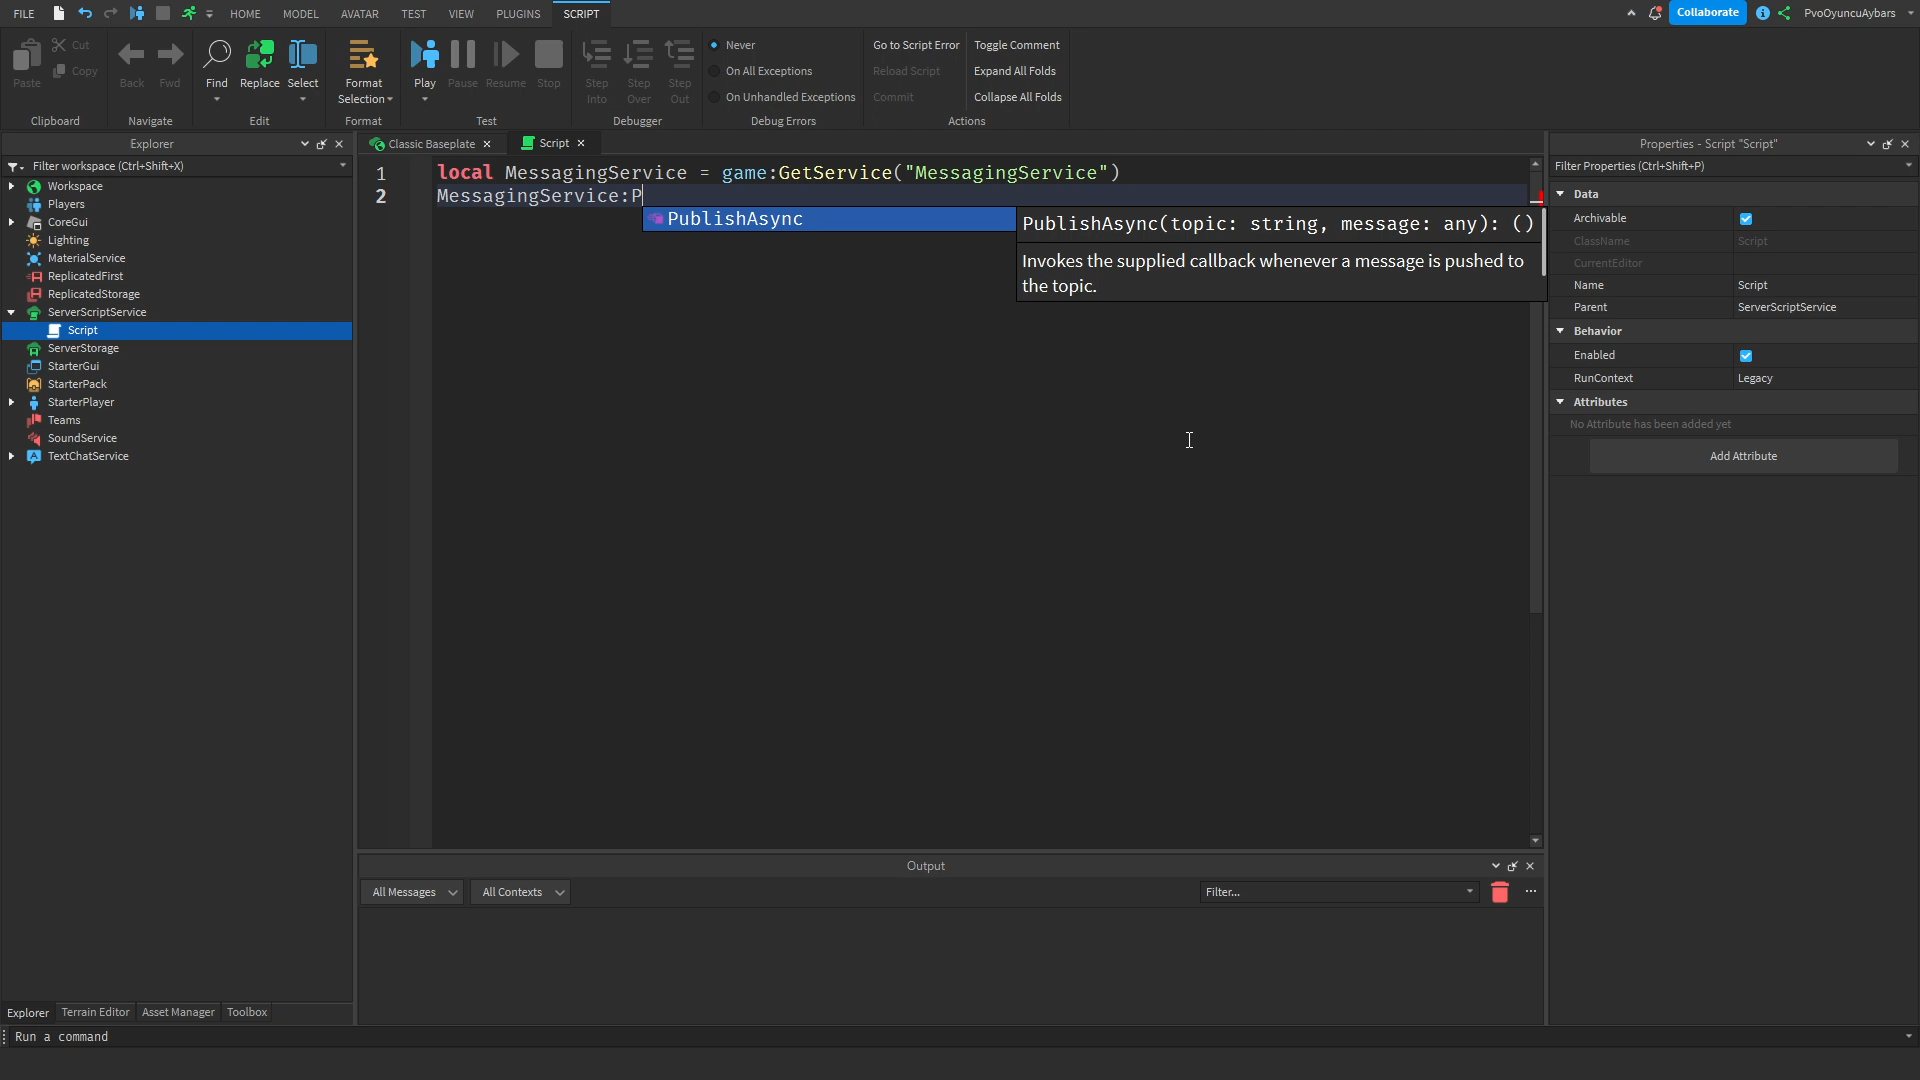 FILE HOME MODEL AVATAR TEST VIEW PLUGINS SCRIPT Collaborate PvoOyuncuAybars
Paste Cut Copy
Clipboard
Back Fwd
Navigate
Find Replace Select
Edit
Format
Selection
Format
Play Pause Resume Stop
Test
Step
Into
Step
Over
Step
Out
Debugger
Never
On All Exceptions
On Unhandled Exceptions
Debug Errors
Go to Script Error Toggle Comment
Reload Script Expand All Folds
Commit Collapse All Folds
Actions
Explorer
Filter workspace (Ctrl+Shift+X)
Workspace
Players
CoreGui
Lighting
MaterialService
ReplicatedFirst
ReplicatedStorage
ServerScriptService
Script
ServerStorage
StarterGui
StarterPack
StarterPlayer
Teams
SoundService
TextChatService
Explorer Terrain Editor Asset Manager Toolbox
Classic Baseplate Script
1 local MessagingService = game:GetService("MessagingService")
2 MessagingService:P
PublishAsync
PublishAsync(topic: string, message: any): ()
Invokes the supplied callback whenever a message is pushed to
the topic.
Output
All Messages All Contexts Filter...
Properties - Script "Script"
Filter Properties (Ctrl+Shift+P)
Data
Archivable
ClassName Script
CurrentEditor
Name Script
Parent ServerScriptService
Behavior
Enabled
RunContext Legacy
Attributes
No Attribute has been added yet
Add Attribute
Run a command